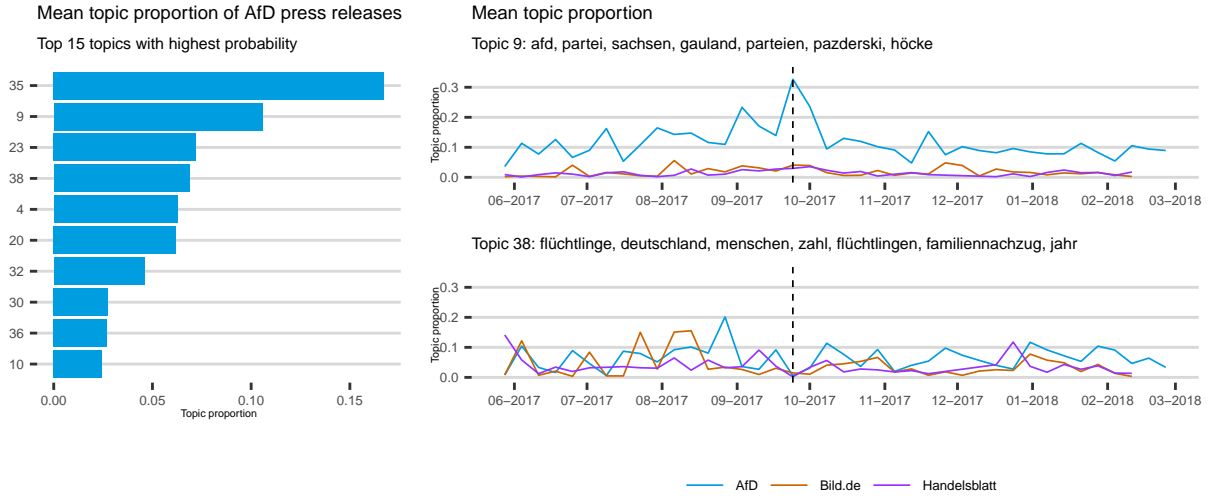 Mean topic proportion of AfD press releases
Top 15 topics with highest probability
35
9
23
38
4
20
32
30
36
10
0.00 0.05 0.10 0.15
Topic proportion
Mean topic proportion
Topic 9: afd, partei, sachsen, gauland, parteien, pazderski, höcke
Topic proportion
0.3
0.2
0.1
0.0
06–2017 07–2017 08–2017 09–2017 10–2017 11–2017 12–2017 01–2018 02–2018 03–2018
Topic 38: flüchtlinge, deutschland, menschen, zahl, flüchtlingen, familiennachzug, jahr
Topic proportion
0.3
0.2
0.1
0.0
06–2017 07–2017 08–2017 09–2017 10–2017 11–2017 12–2017 01–2018 02–2018 03–2018
AfD Bild.de Handelsblatt